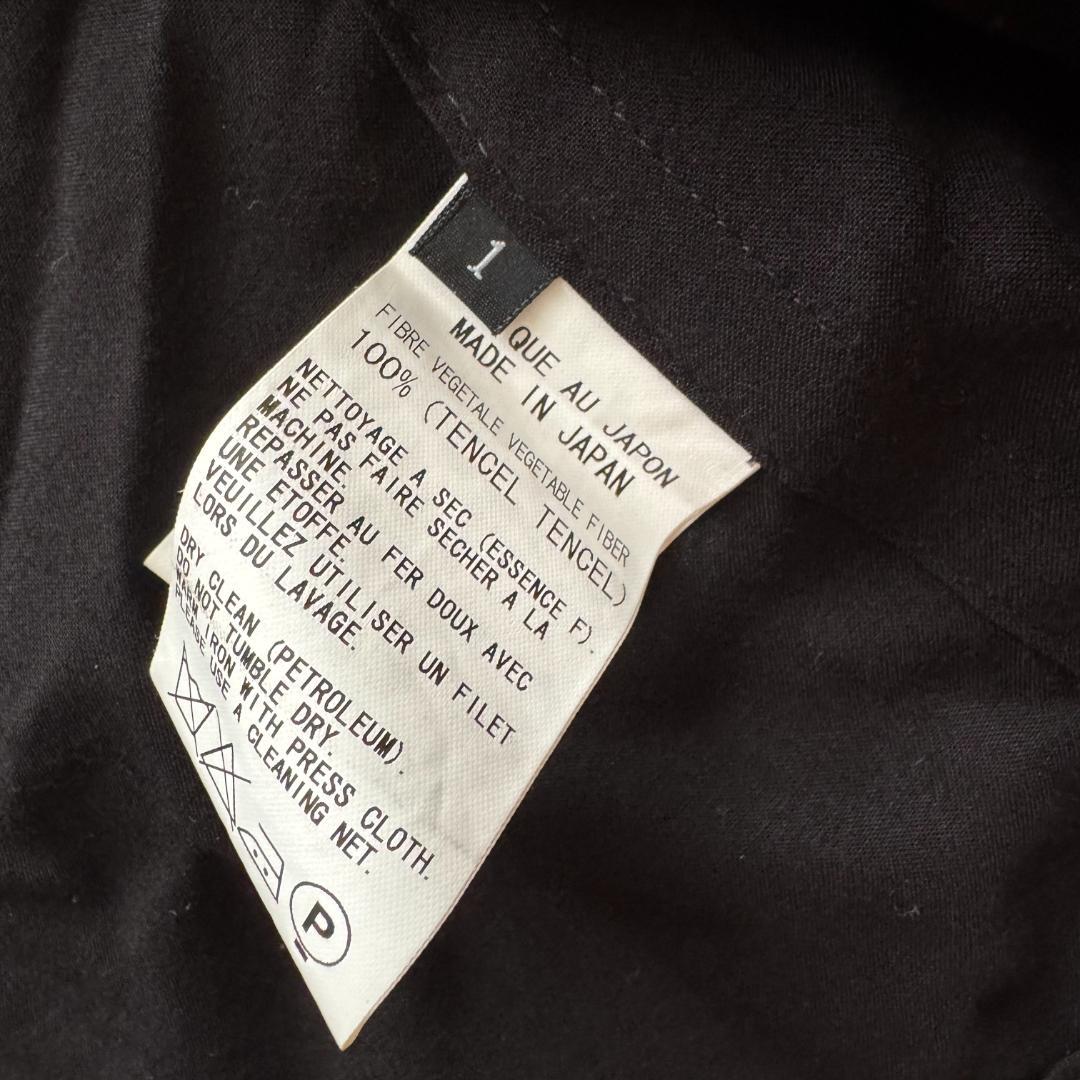 1
QUE AU JAPON
MADE IN JAPAN
FIBRE VEGETALE VEGETABLE FIBER
100% (TENCEL TENCEL)
NETTOYAGE A SEC (ESSENCE F).
NE PAS FAIRE SECHER A LA
MACHINE.
REPASSER AU FER DOUX AVEC
UNE ETOFFE.
VEUILLEZ UTILISER UN FILET
LORS DU LAVAGE.
DRY CLEAN (PETROLEUM).
DO NOT TUMBLE DRY.
WARM IRON WITH PRESS CLOTH.
PLEASE USE A CLEANING NET.
P